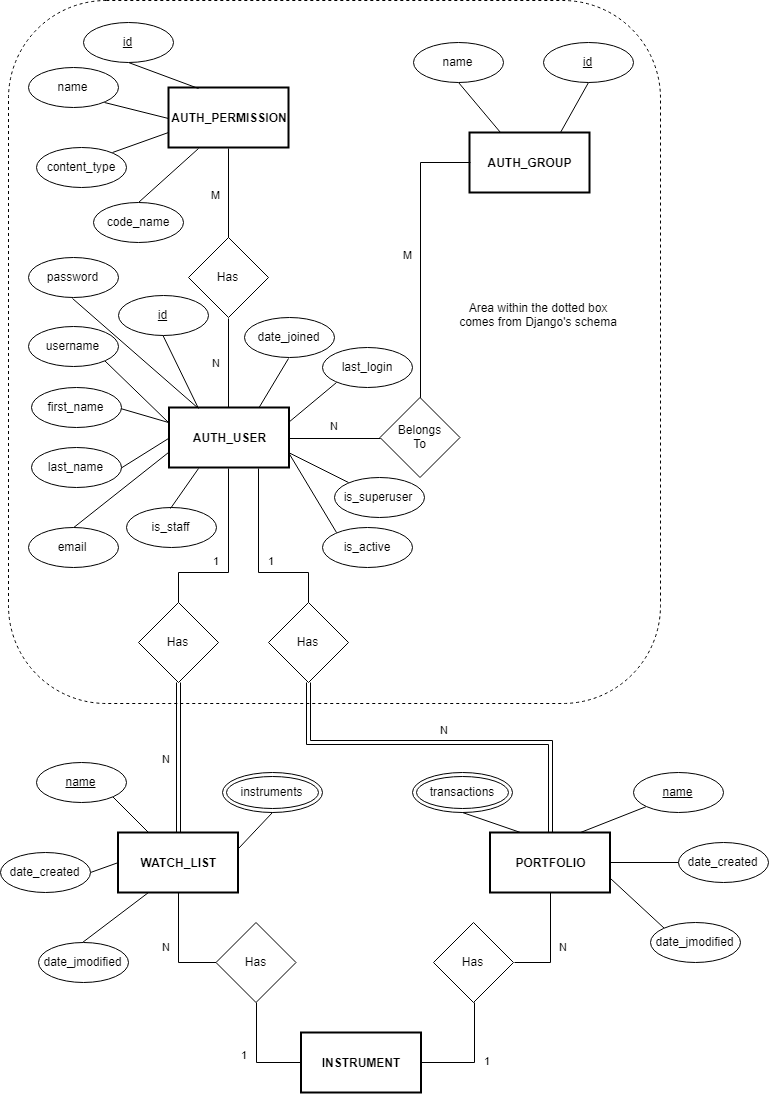 id
name
name
id
AUTH_PERMISSION
AUTH_GROUP
content_type
M
code_name
M
password
Has
id
Area within the dotted box
comes from Django's schema
date_joined
username
N
last_login
first_name
N
Belongs
To
AUTH_USER
last_name
is_superuser
is_staff
email
is_active
1
1
Has
Has
N
N
name
instruments
transactions
name
WATCH_LIST
PORTFOLIO
date_created
date_created
N
N
date_jmodified
date_jmodified
Has
Has
1
1
INSTRUMENT